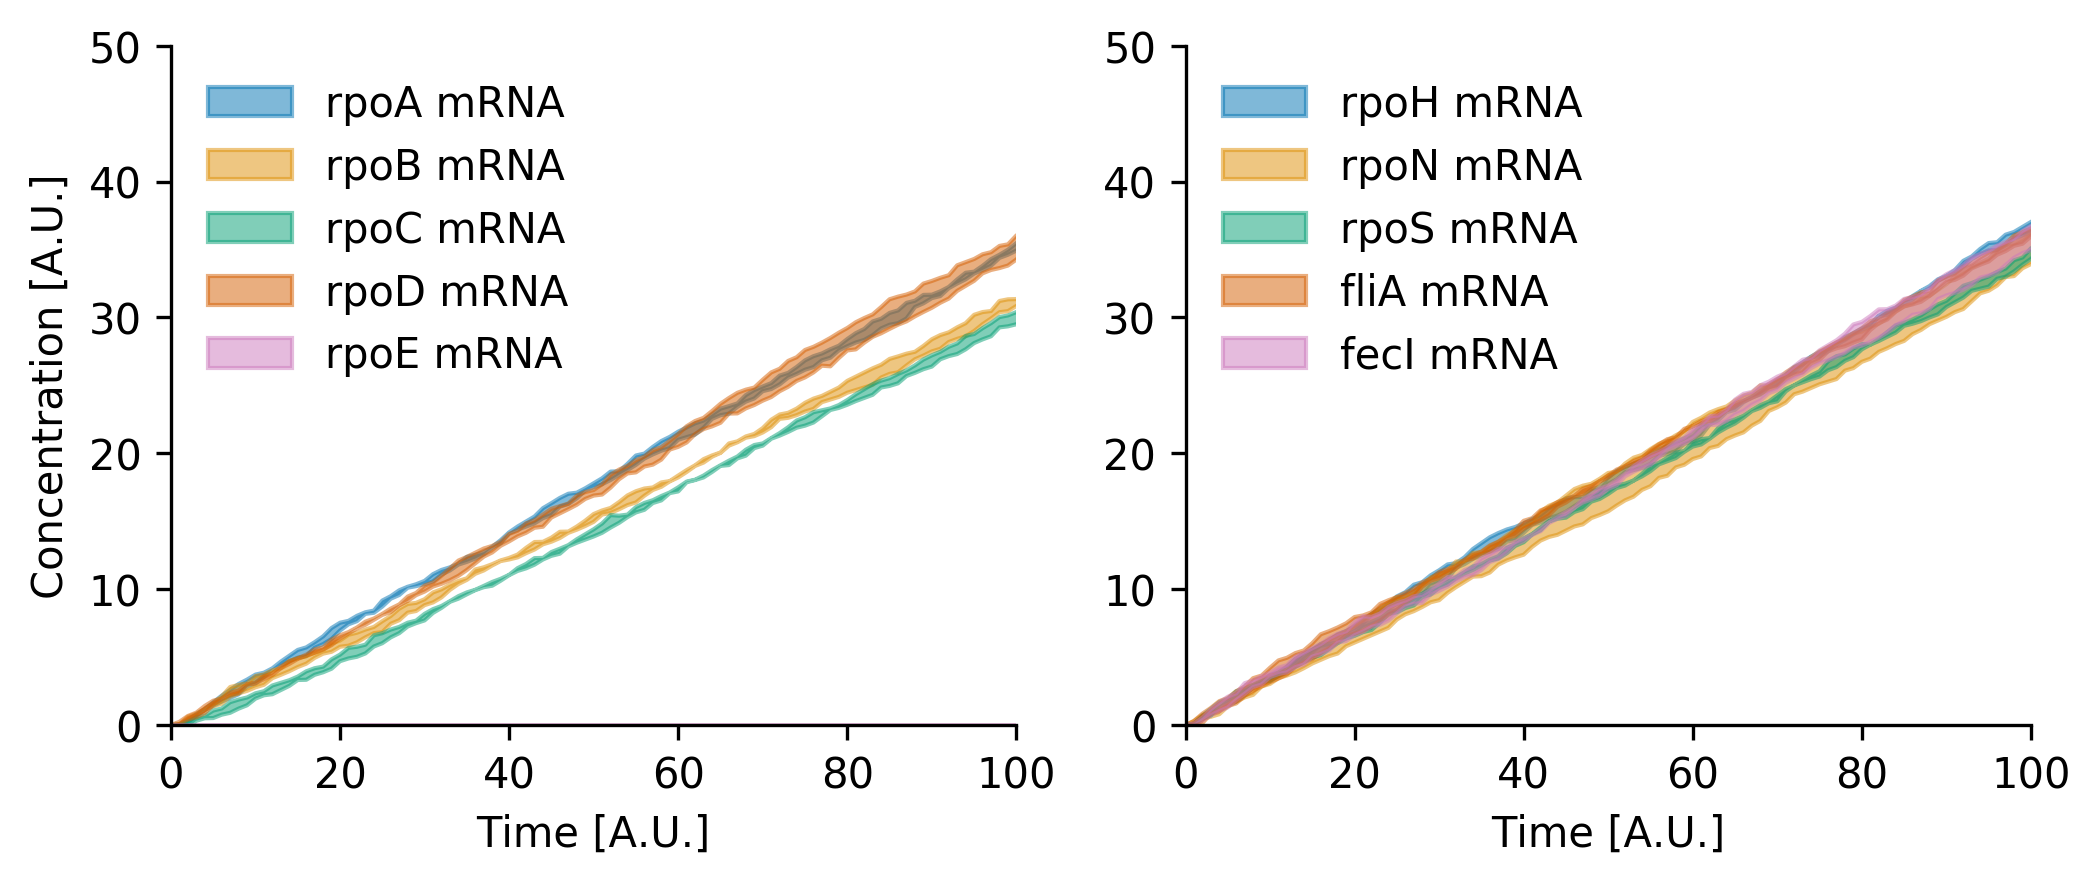 50
40
30
20
10
0
Concentration [A.U.]
rpoA mRNA
rpoB mRNA
rpoC mRNA
rpoD mRNA
rpoE mRNA
0 20 40 60 80 100
Time [A.U.]
50
40
30
20
10
0
rpoH mRNA
rpoN mRNA
rpoS mRNA
fliA mRNA
fecI mRNA
0 20 40 60 80 100
Time [A.U.]